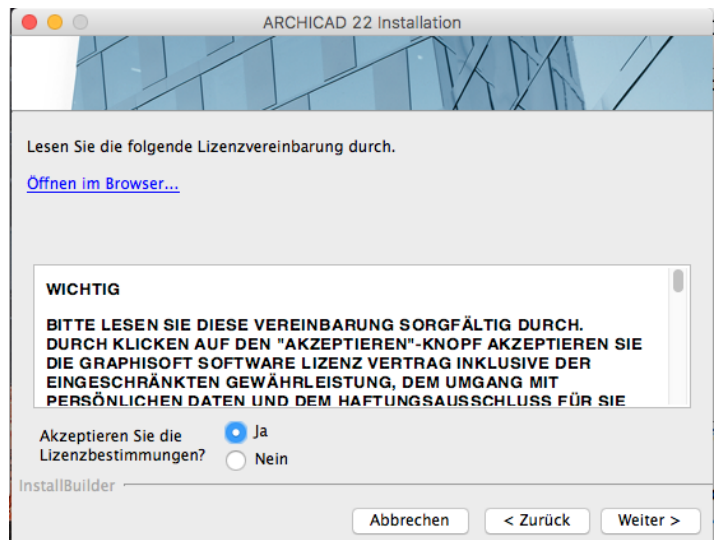 ARCHICAD 22 Installation
Lesen Sie die folgende Lizenzvereinbarung durch.
Öffnen im Browser...
WICHTIG
BITTE LESEN SIE DIESE VEREINBARUNG SORGFÄLTIG DURCH.
DURCH KLICKEN AUF DEN "AKZEPTIEREN"-KNOPF AKZEPTIEREN SIE
DIE GRAPHISOFT SOFTWARE LIZENZ VERTRAG INKLUSIVE DER
EINGESCHRÄNKTEN GEWÄHRLEISTUNG, DEM UMGANG MIT
PERSÖNLICHEN DATEN UND DEM HAFTUNGSAUSSCHLUSS FÜR SIE
Akzeptieren Sie die
Lizenzbestimmungen?
Ja
Nein
InstallBuilder
Abbrechen
< Zurück
Weiter >